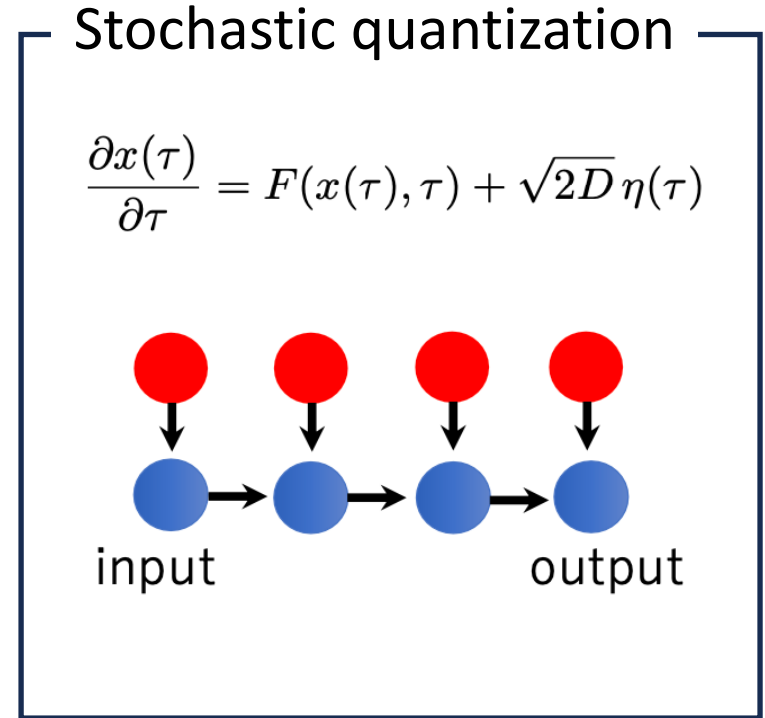 Stochastic quantization
∂x(τ)/∂τ = F(x(τ), τ) + √2D η(τ)
input output